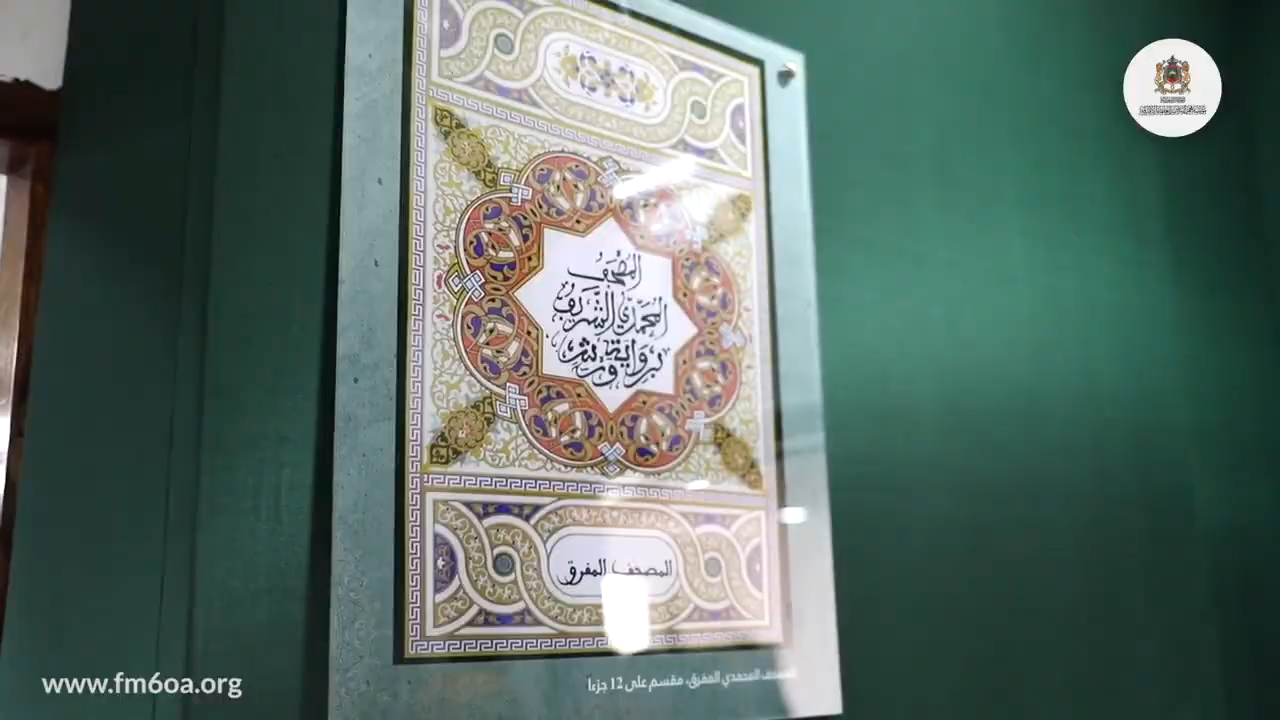 المصحف
المحمدي الشريف
برواية ورش
المصحف المفرق
المصحف المحمدي المفرق، مقسم على 12 جزءا
www.fm6oa.org